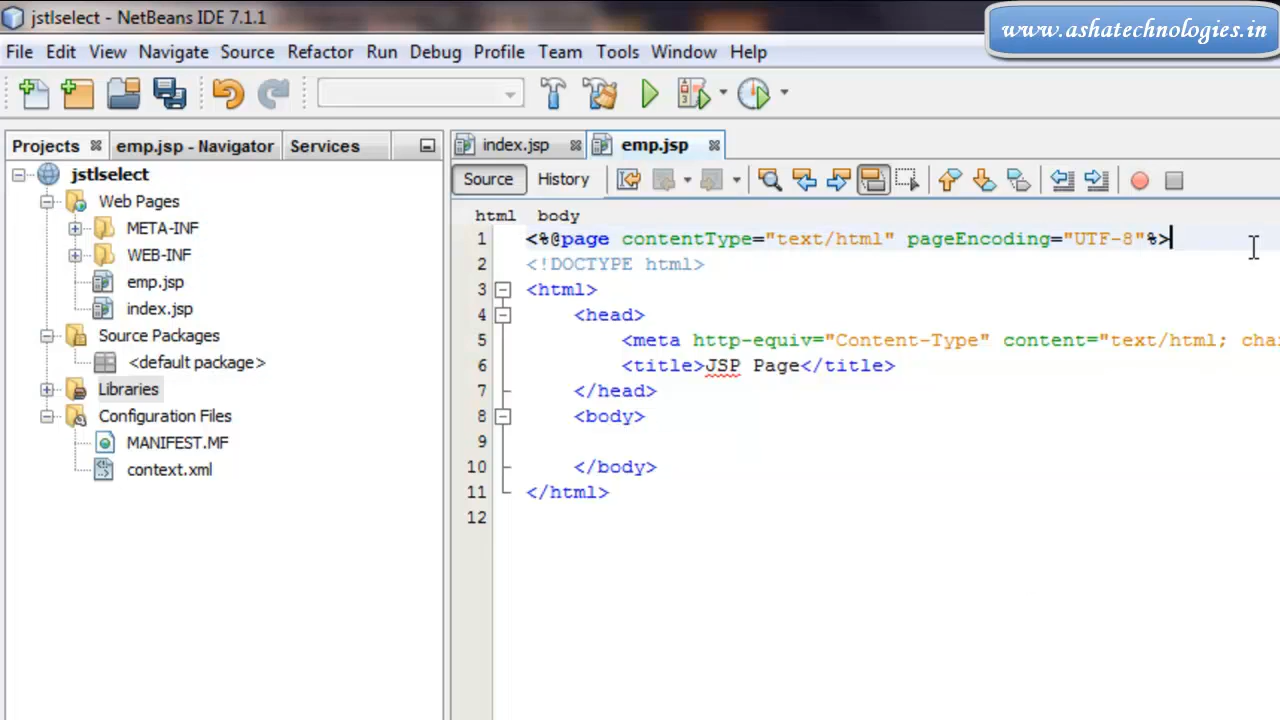 jstlselect - NetBeans IDE 7.1.1
www.ashatechnologies.in
File Edit View Navigate Source Refactor Run Debug Profile Team Tools Window Help
Projects emp.jsp - Navigator Services
index.jsp emp.jsp
jstlselect
Web Pages
META-INF
WEB-INF
emp.jsp
index.jsp
Source Packages
<default package>
Libraries
Configuration Files
MANIFEST.MF
context.xml
Source History
html body
1 <%@page contentType="text/html" pageEncoding="UTF-8"%>
2 <!DOCTYPE html>
3 <html>
4 <head>
5 <meta http-equiv="Content-Type" content="text/html; cha
6 <title>JSP Page</title>
7 </head>
8 <body>
9
10 </body>
11 </html>
12